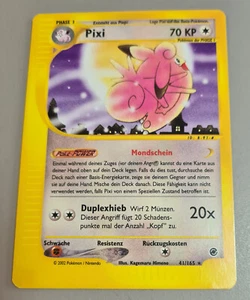 PHASE 1
Pixi
70 KP
Poké-POWER
Mondschein
Einmal während deines Zuges (vor deinem Angriff) kannst du eine Karte aus
deiner Hand oben auf dein Deck legen. Falls du dies tust, durchsuche dein Deck
nach einer Basis-Energiekarte, zeige sie deinem Gegner und nimm sie auf deine
Hand. Mische dein Deck anschließend. Diese Fähigkeit kann nicht
verwendet werden, falls Pixi von einem Speziellen Zustand betroffen ist.
Duplexhieb Wirf 2 Münzen.
Dieser Angriff fügt 20 Schadens-
punkte mal der Anzahl „Kopf“ zu.
20x
Schwäche Resistenz Rückzugskosten
Illus. Kagemaru Himeno
©2002 Pokémon / Nintendo
41/165 ★